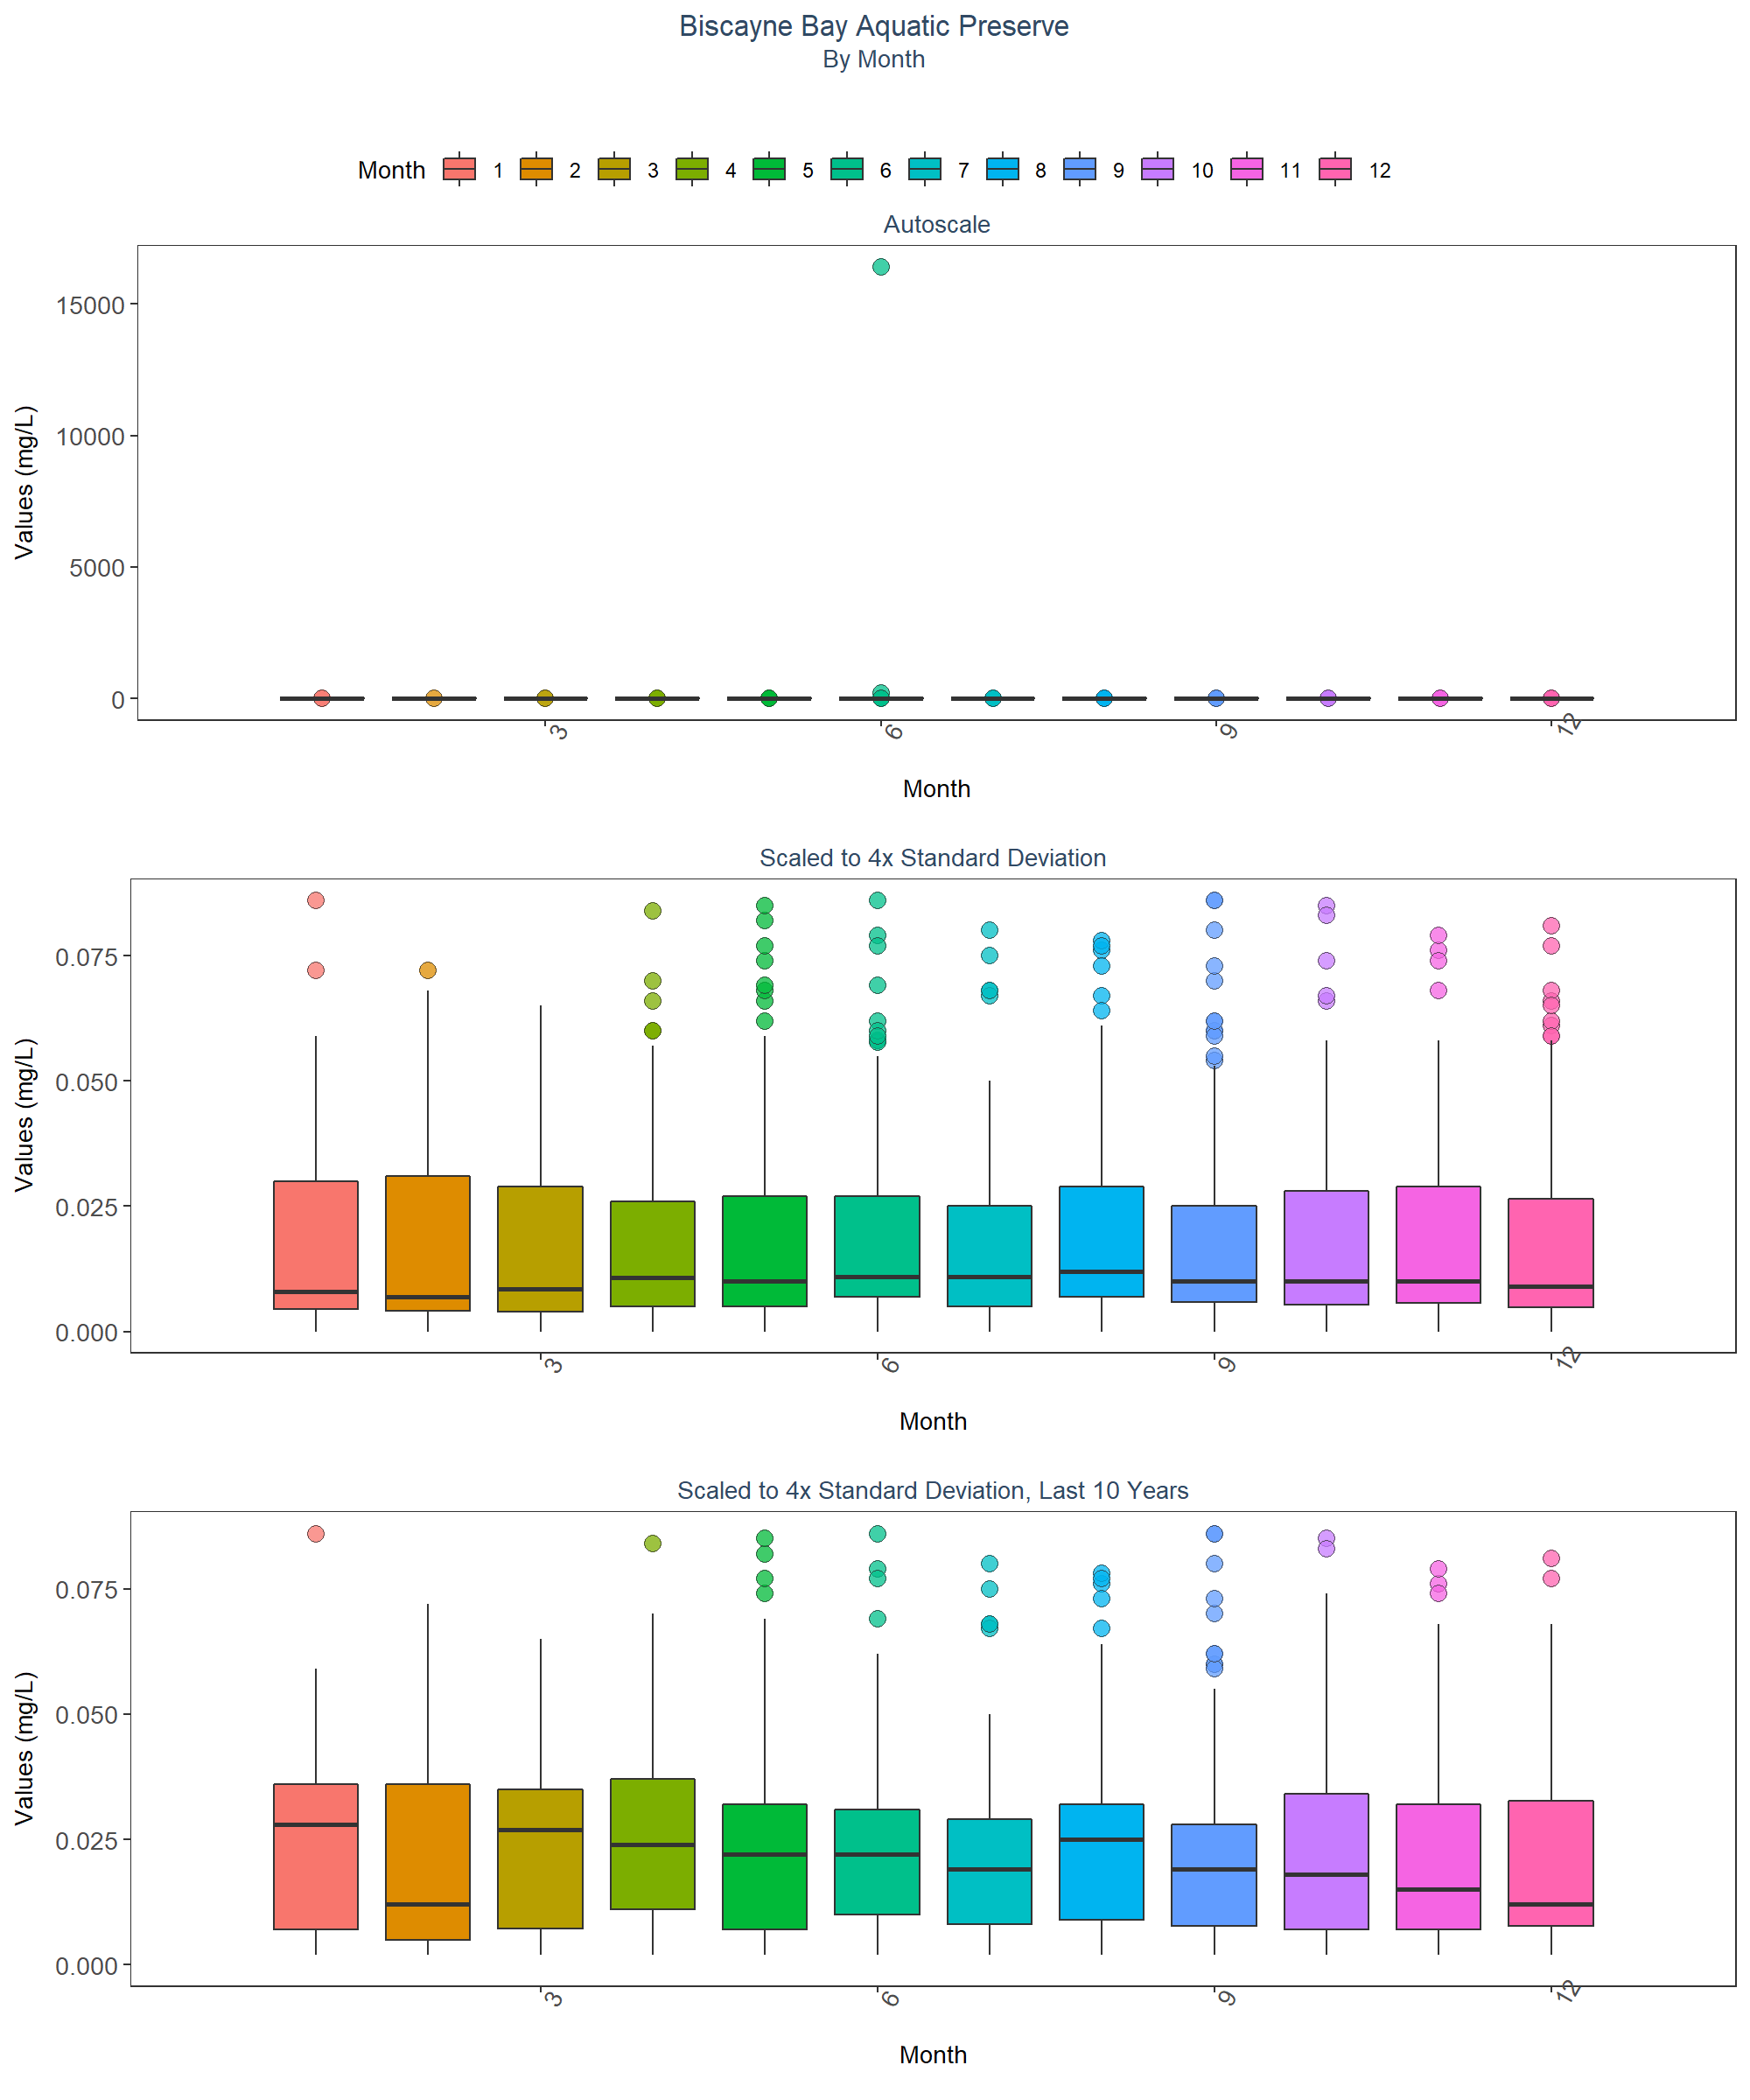 Biscayne Bay Aquatic Preserve
By Month
Month 1 2 3 4 5 6 7 8 9 10 11 12
Autoscale
Values (mg/L)
15000
10000
5000
0
3 6 9 12
Month
Scaled to 4x Standard Deviation
Values (mg/L)
0.075
0.050
0.025
0.000
3 6 9 12
Month
Scaled to 4x Standard Deviation, Last 10 Years
Values (mg/L)
0.075
0.050
0.025
0.000
3 6 9 12
Month